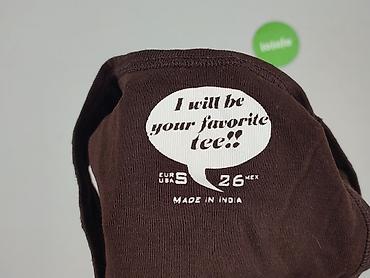 I will be
your favorite
tee!!
EUR USA S 26 MEX
MADE IN INDIA